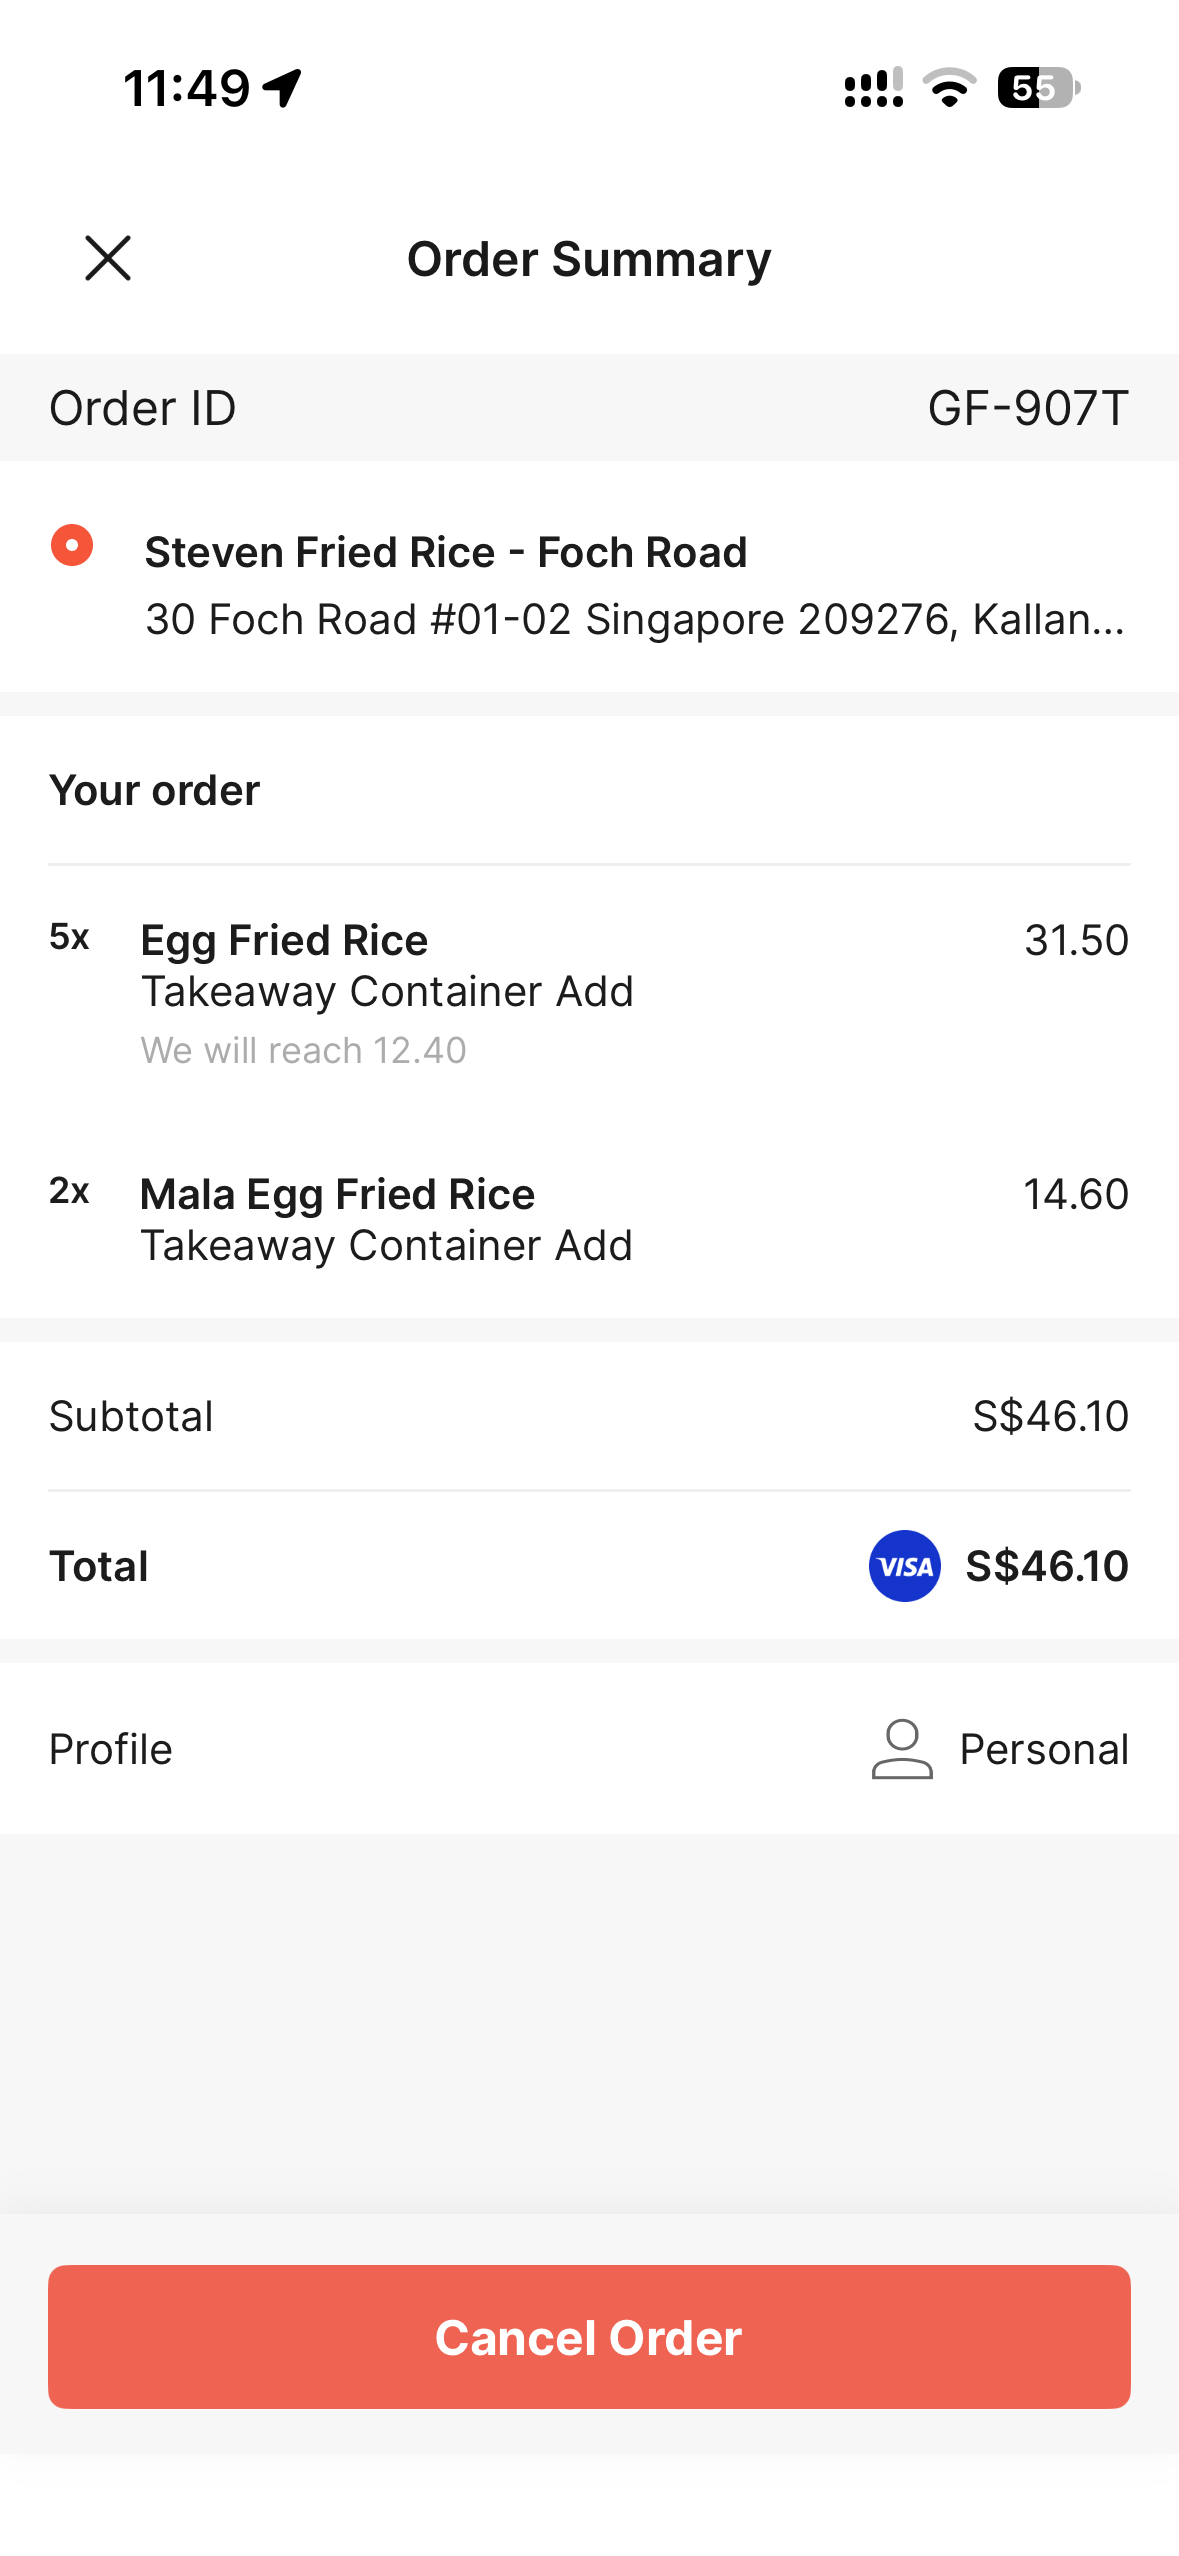 11:49
55
Order Summary
Order ID GF-907T
Steven Fried Rice - Foch Road
30 Foch Road #01-02 Singapore 209276, Kallan...
Your order
5x Egg Fried Rice 31.50
Takeaway Container Add
We will reach 12.40
2x Mala Egg Fried Rice 14.60
Takeaway Container Add
Subtotal S$46.10
Total VISA S$46.10
Profile Personal
Cancel Order